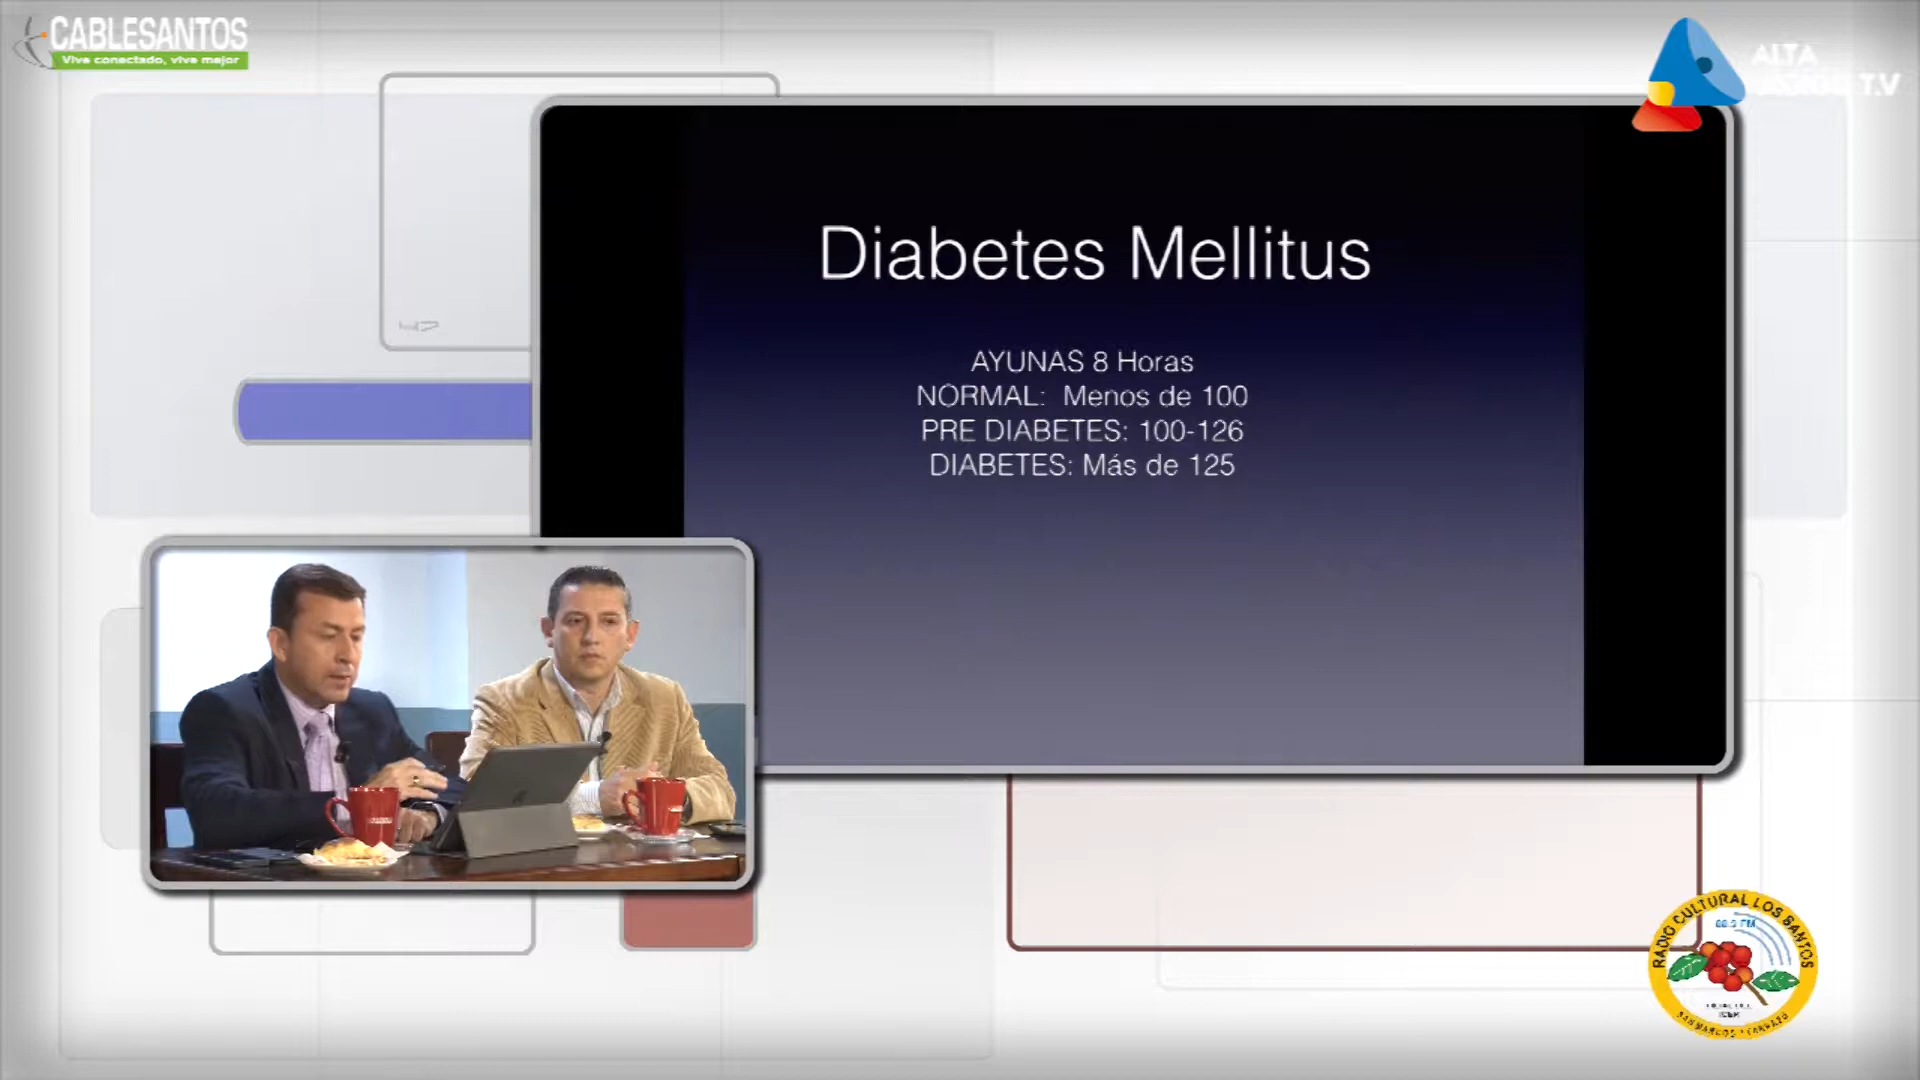 CABLESANTOS
Vive conectado, vive mejor
ALTA
T.V
Diabetes Mellitus
AYUNAS 8 Horas
NORMAL: Menos de 100
PRE DIABETES: 100-126
DIABETES: Más de 125
RADIO CULTURAL LOS SANTOS